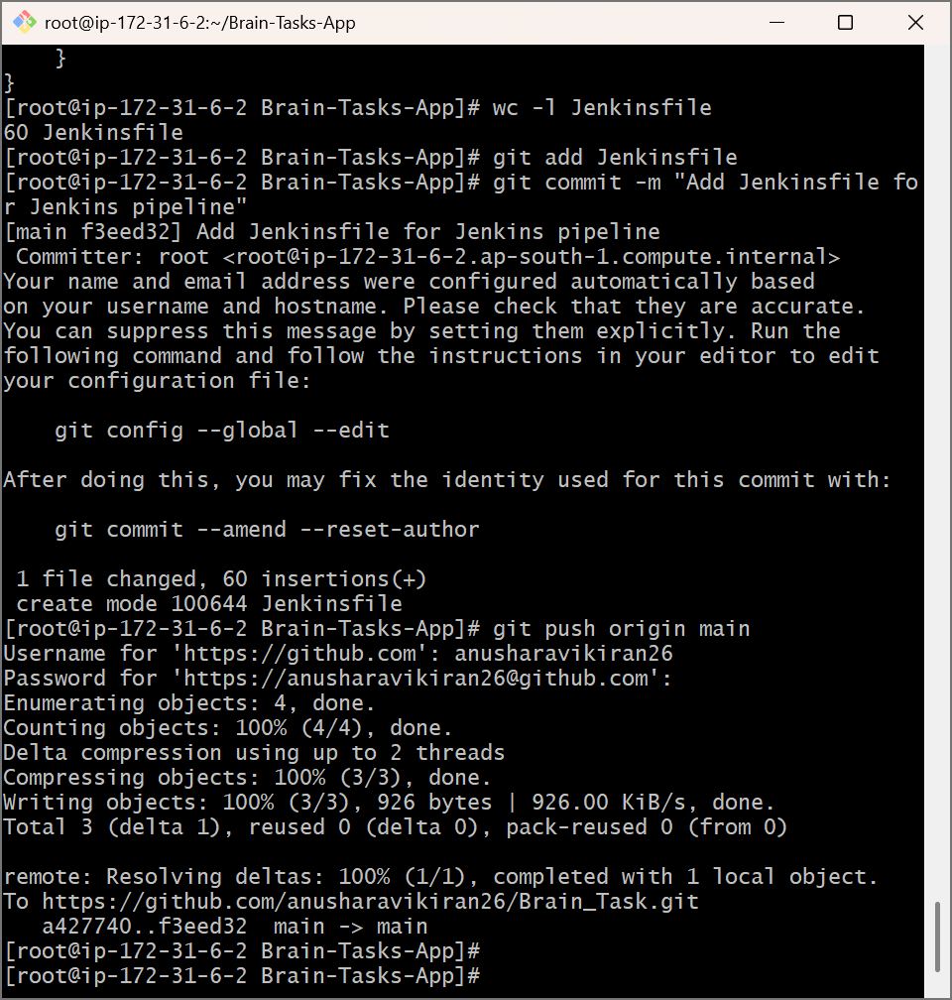 root@ip-172-31-6-2:~/Brain-Tasks-App
    }
}
[root@ip-172-31-6-2 Brain-Tasks-App]# wc -l Jenkinsfile
60 Jenkinsfile
[root@ip-172-31-6-2 Brain-Tasks-App]# git add Jenkinsfile
[root@ip-172-31-6-2 Brain-Tasks-App]# git commit -m "Add Jenkinsfile fo
r Jenkins pipeline"
[main f3eed32] Add Jenkinsfile for Jenkins pipeline
 Committer: root <root@ip-172-31-6-2.ap-south-1.compute.internal>
Your name and email address were configured automatically based
on your username and hostname. Please check that they are accurate.
You can suppress this message by setting them explicitly. Run the
following command and follow the instructions in your editor to edit
your configuration file:

    git config --global --edit

After doing this, you may fix the identity used for this commit with:

    git commit --amend --reset-author

 1 file changed, 60 insertions(+)
 create mode 100644 Jenkinsfile
[root@ip-172-31-6-2 Brain-Tasks-App]# git push origin main
Username for 'https://github.com': anusharavikiran26
Password for 'https://anusharavikiran26@github.com':
Enumerating objects: 4, done.
Counting objects: 100% (4/4), done.
Delta compression using up to 2 threads
Compressing objects: 100% (3/3), done.
Writing objects: 100% (3/3), 926 bytes | 926.00 KiB/s, done.
Total 3 (delta 1), reused 0 (delta 0), pack-reused 0 (from 0)

remote: Resolving deltas: 100% (1/1), completed with 1 local object.
To https://github.com/anusharavikiran26/Brain_Task.git
   a427740..f3eed32  main -> main
[root@ip-172-31-6-2 Brain-Tasks-App]#
[root@ip-172-31-6-2 Brain-Tasks-App]#